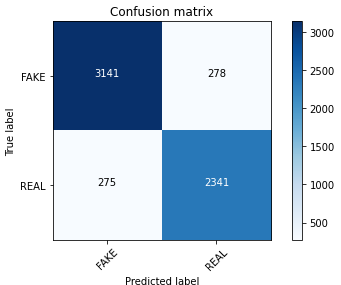 Confusion matrix
True label
FAKE
3141
278
REAL
275
2341
FAKE
REAL
Predicted label
3000
2500
2000
1500
1000
500